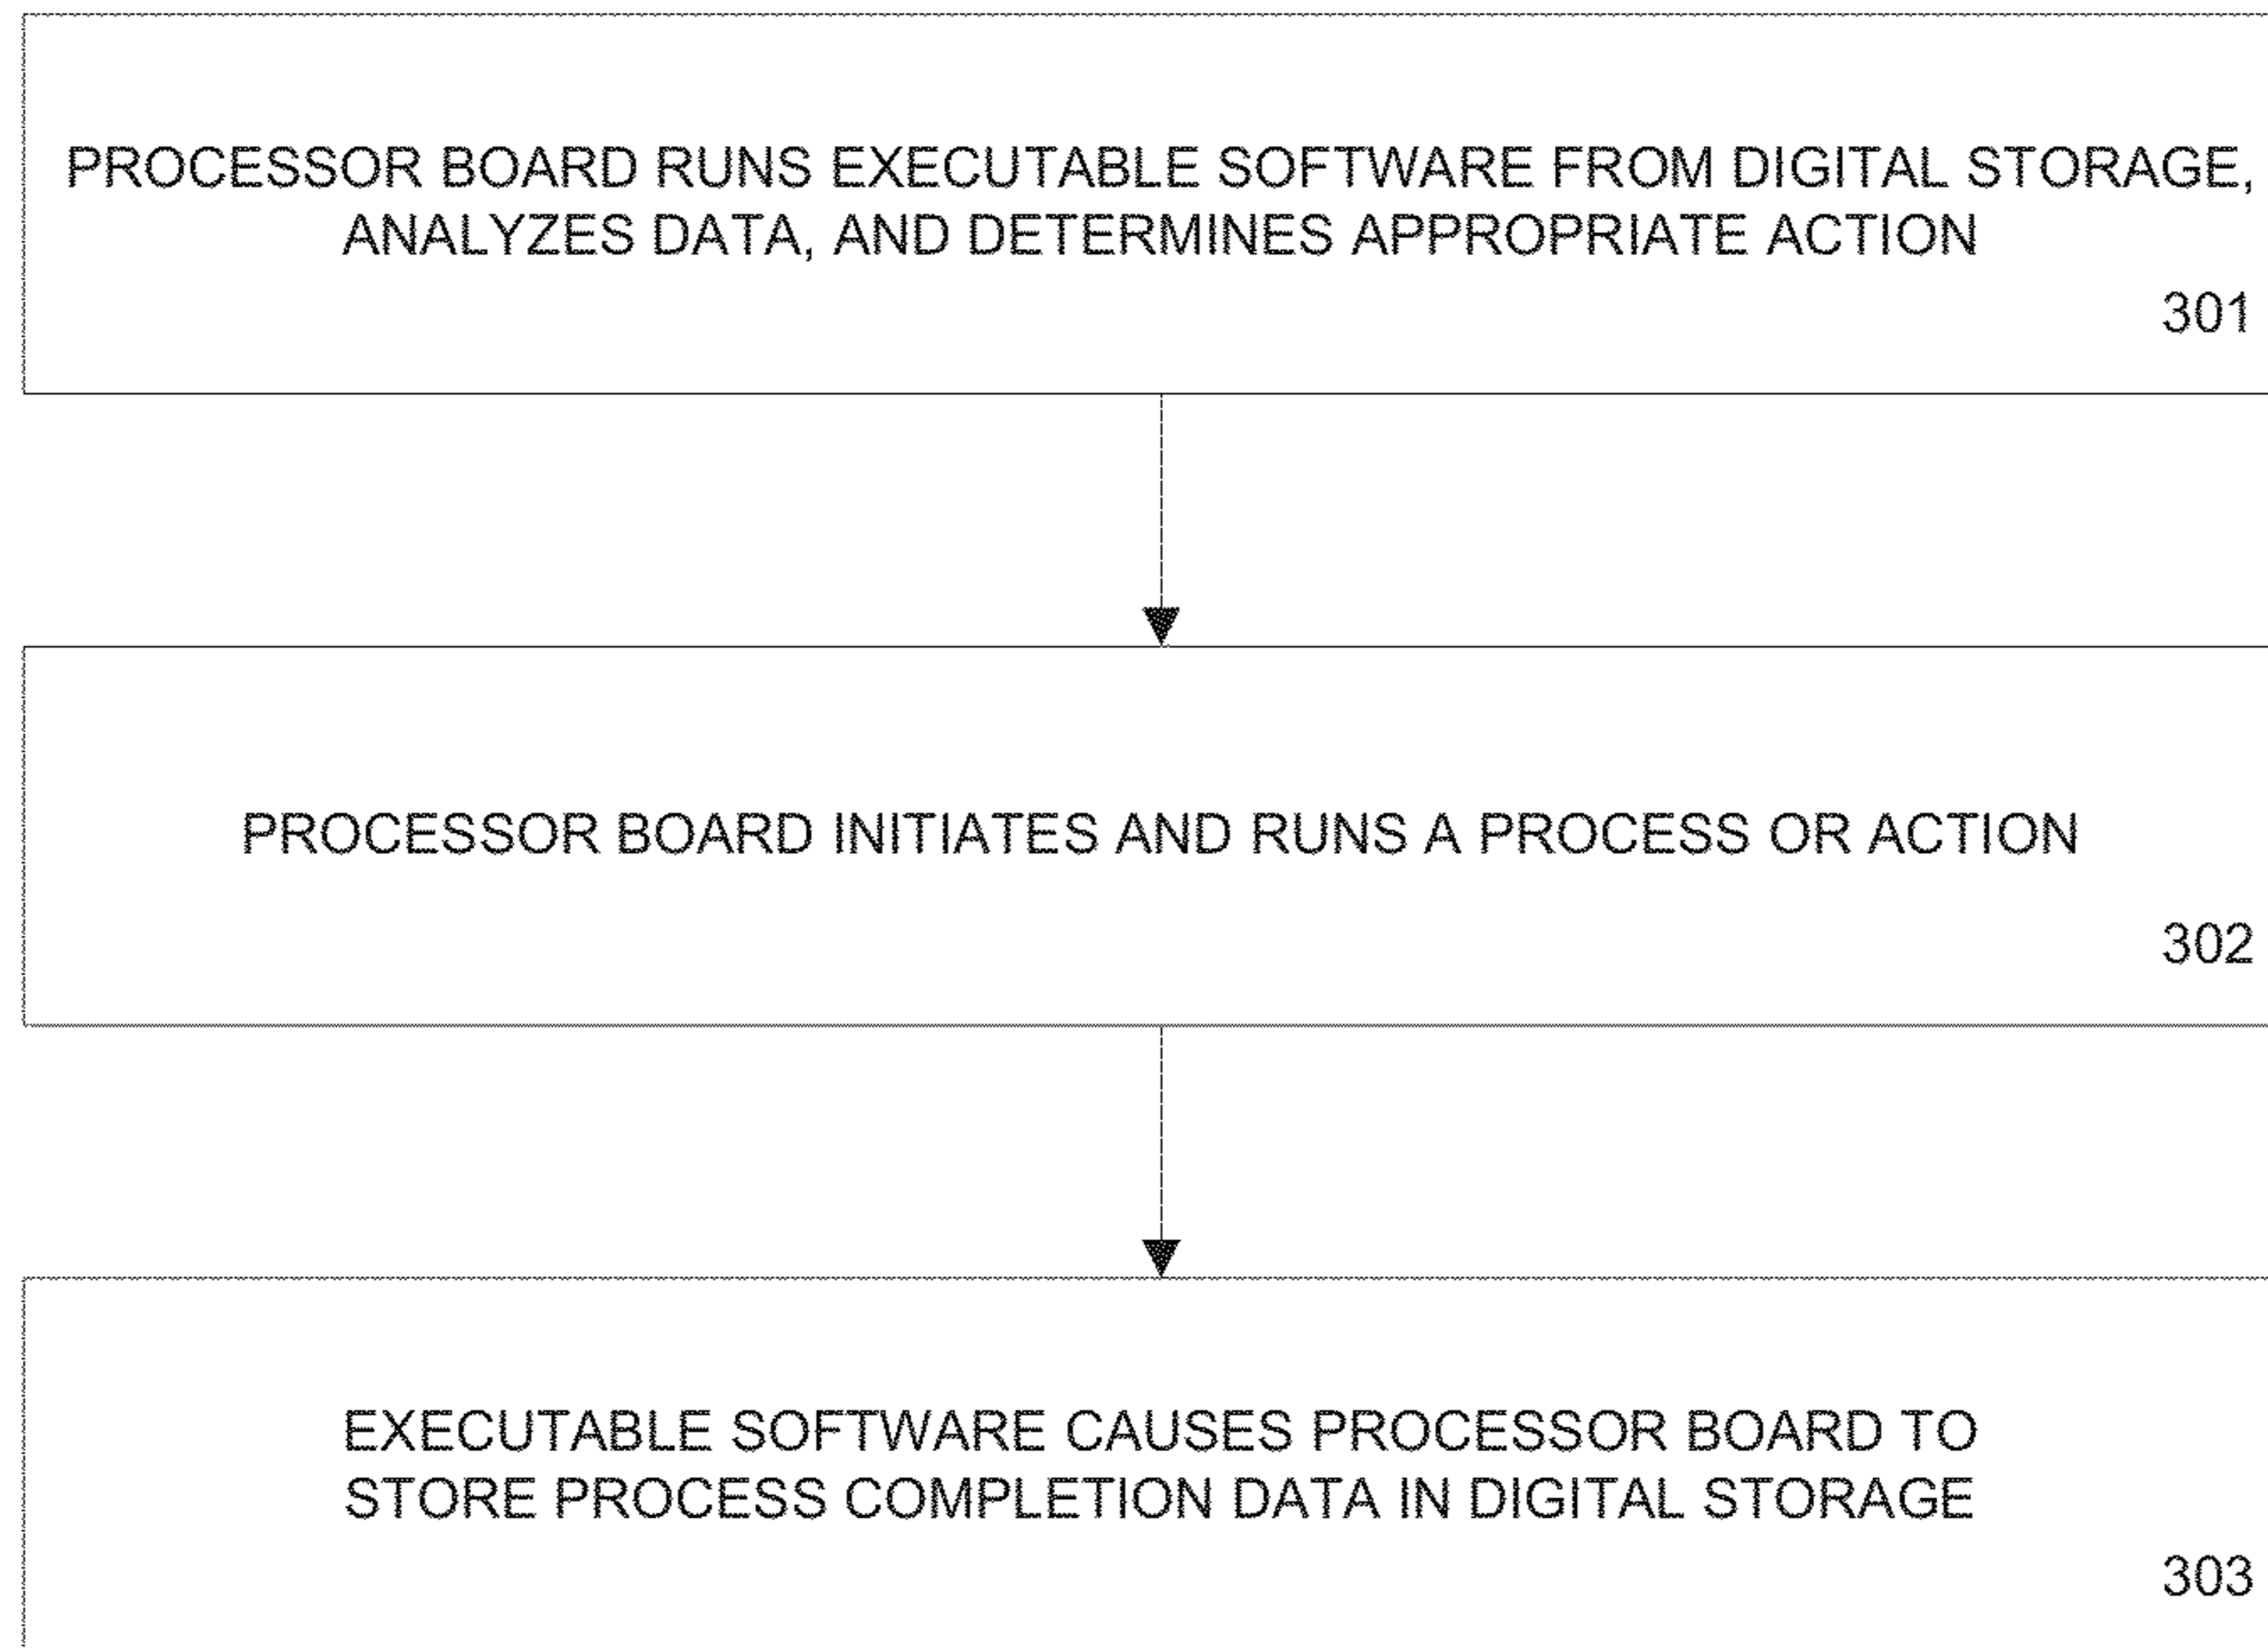 PROCESSOR BOARD RUNS EXECUTABLE SOFTWARE FROM DIGITAL STORAGE,
ANALYZES DATA, AND DETERMINES APPROPRIATE ACTION
301
PROCESSOR BOARD INITIATES AND RUNS A PROCESS OR ACTION
302
EXECUTABLE SOFTWARE CAUSES PROCESSOR BOARD TO
STORE PROCESS COMPLETION DATA IN DIGITAL STORAGE
303